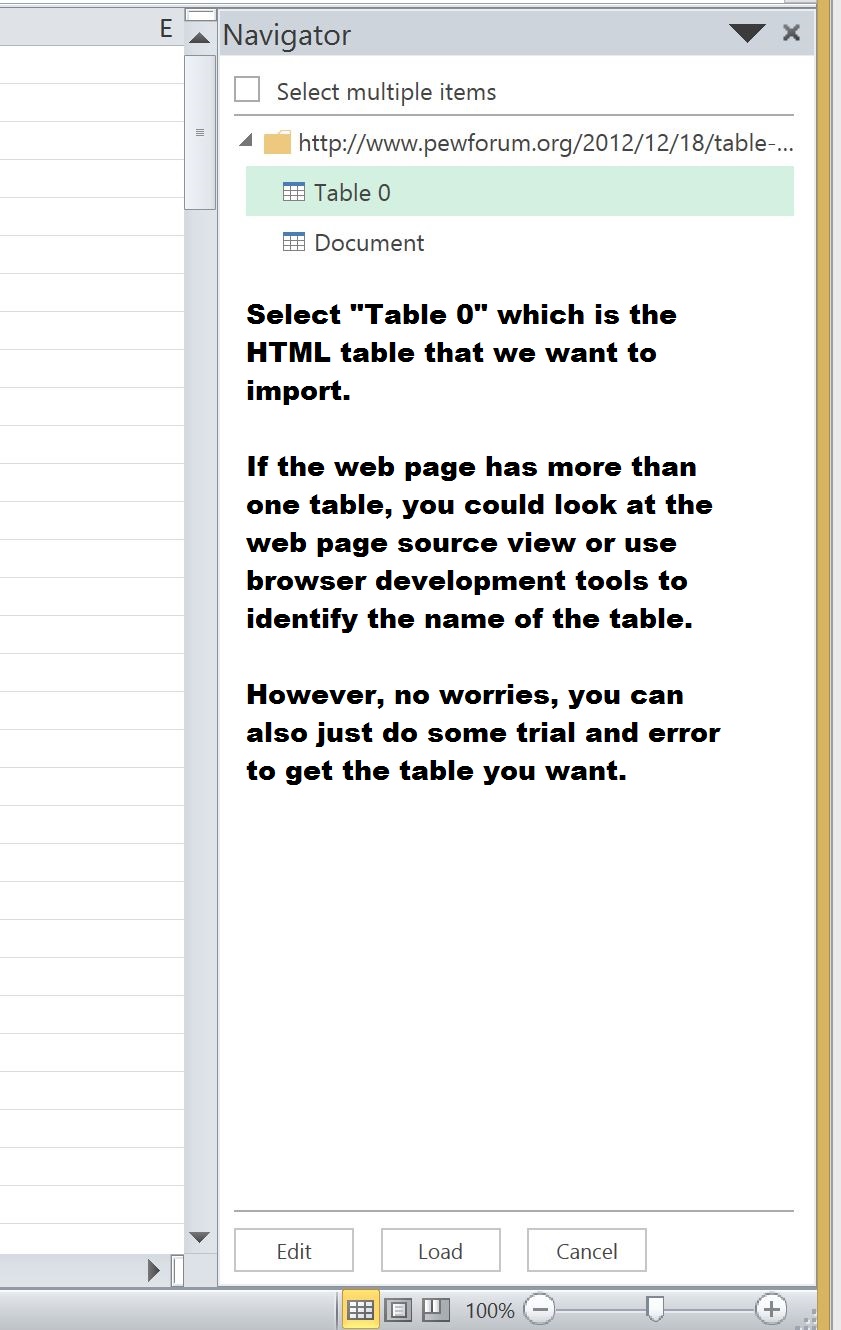 E
Navigator
Select multiple items
http://www.pewforum.org/2012/12/18/table-...
Table 0
Document
Select "Table 0" which is the
HTML table that we want to
import.
If the web page has more than
one table, you could look at the
web page source view or use
browser development tools to
identify the name of the table.
However, no worries, you can
also just do some trial and error
to get the table you want.
Edit Load Cancel
100%